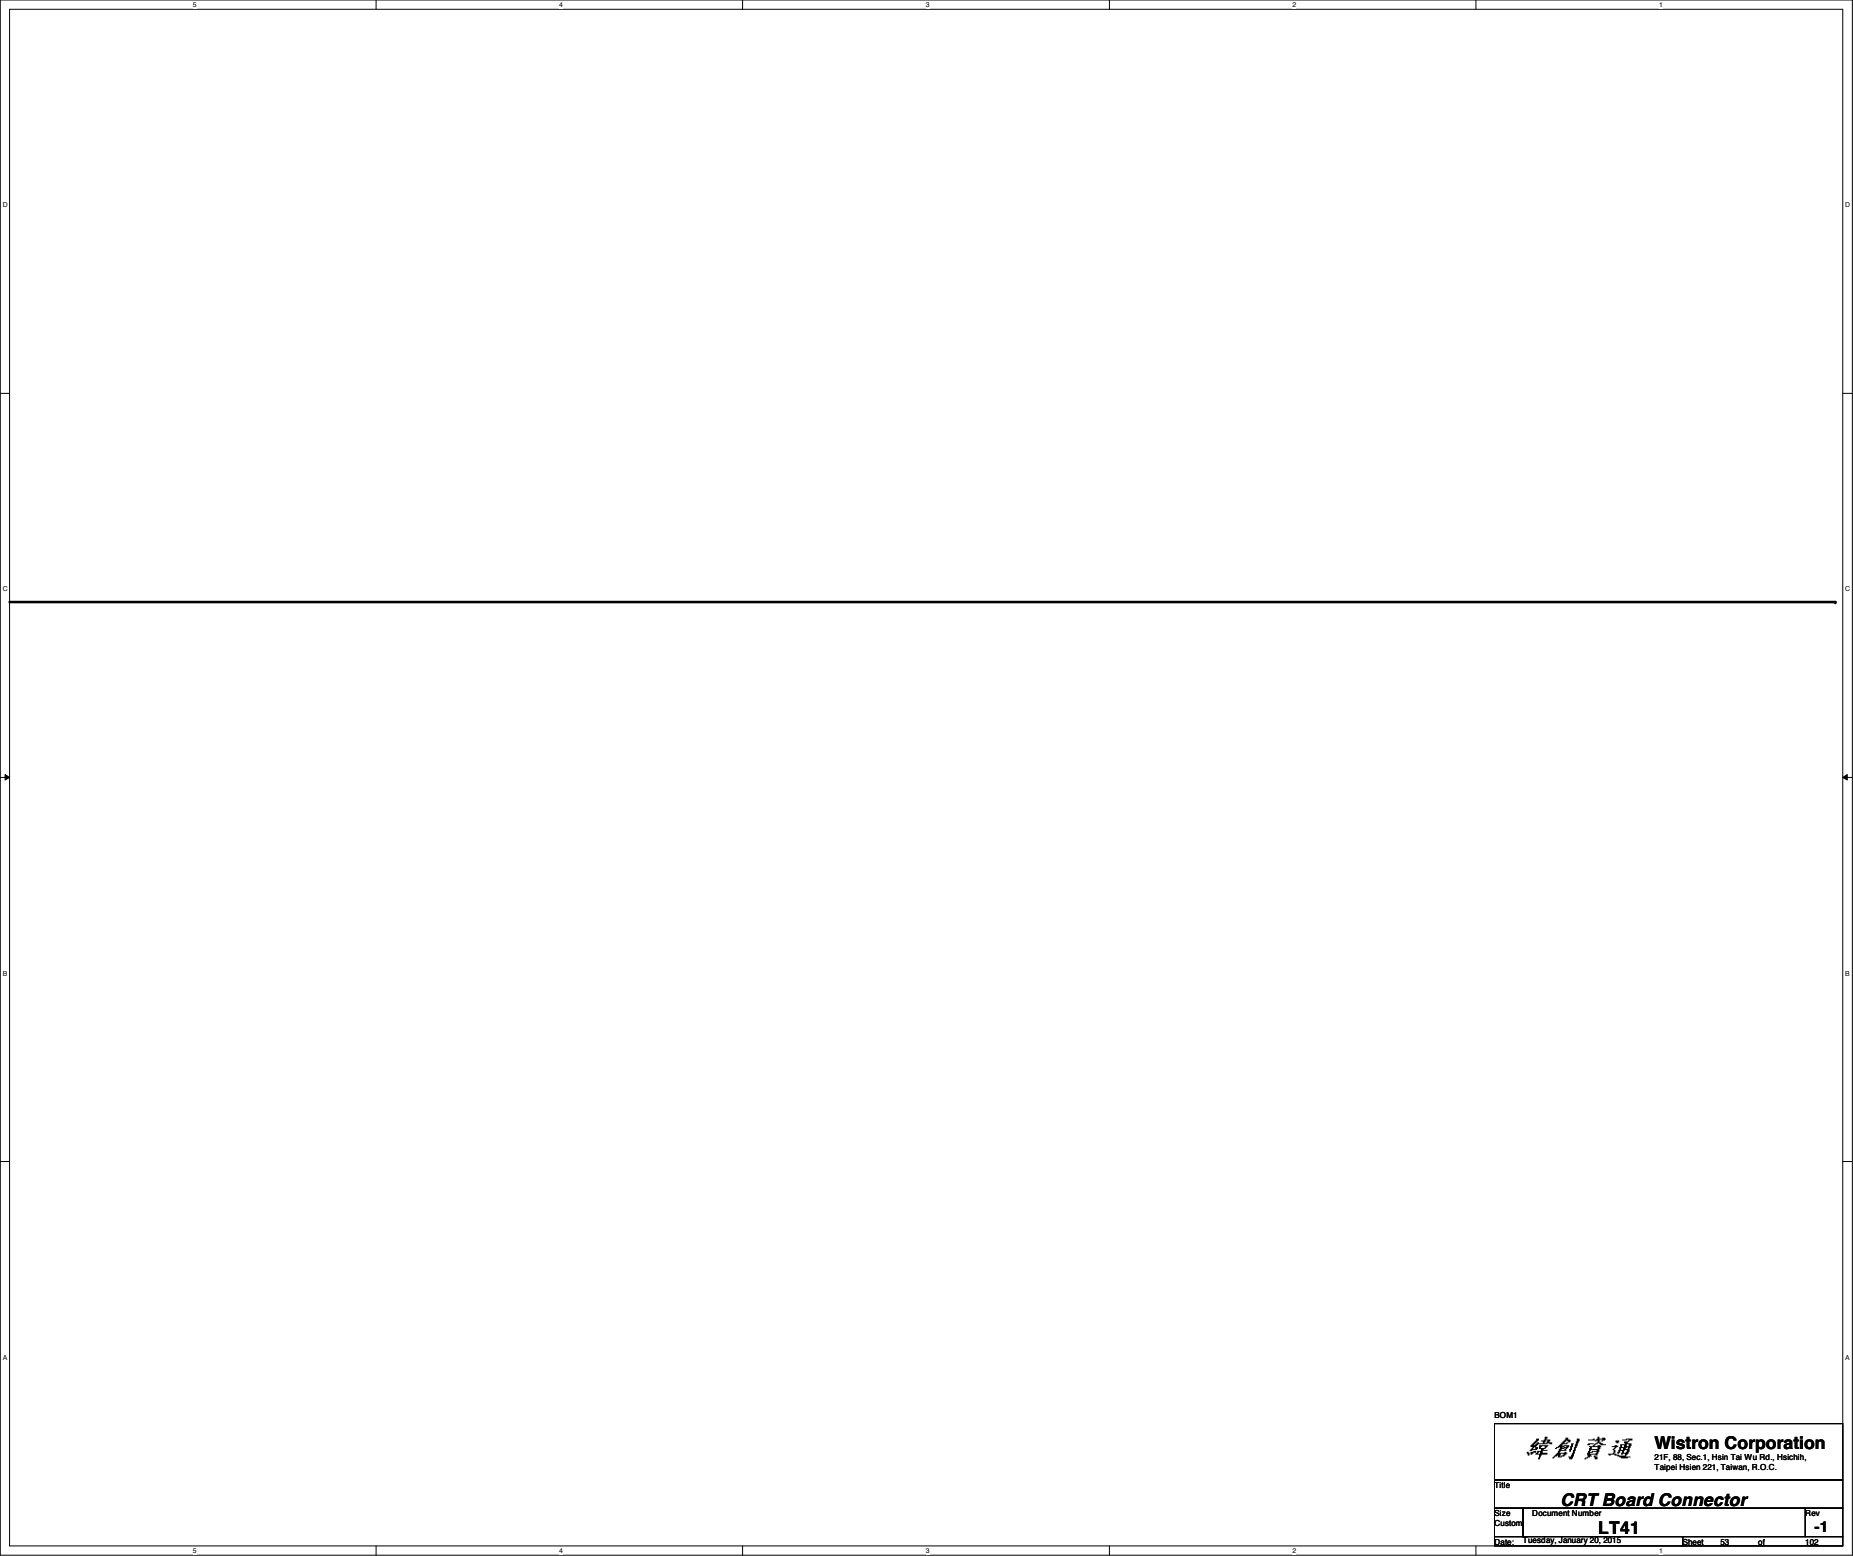 5 4 3 2 1
D D
C C
B B
A A
BOM1
緯創資通 Wistron Corporation
21F, 88, Sec.1, Hsin Tai Wu Rd., Hsichih,
Taipei Hsien 221, Taiwan, R.O.C.
Title
CRT Board Connector
Size Document Number Rev
Custom LT41 -1
Date: Tuesday, January 20, 2015 Sheet 53 of 102
5 4 3 2 1